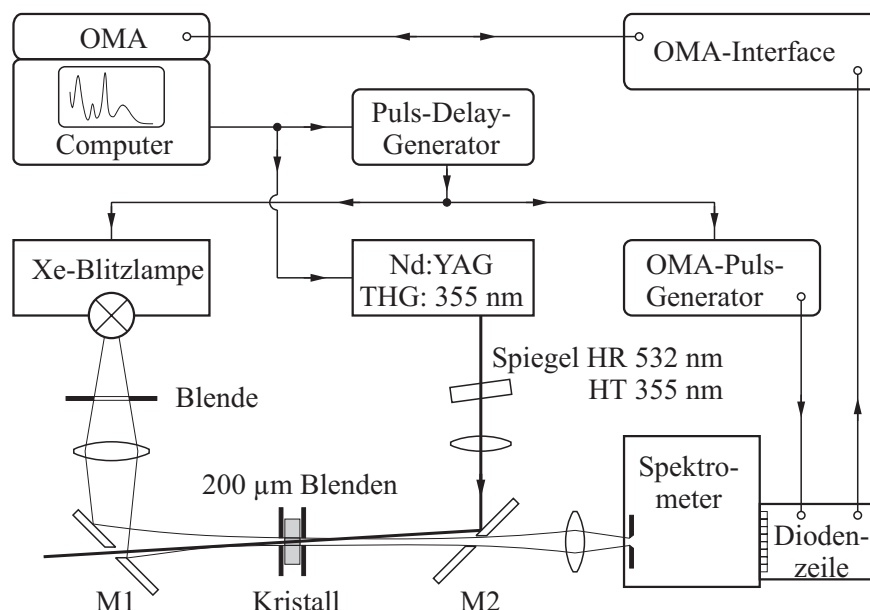 OMA
Computer
OMA-Interface
Puls-Delay-
Generator
Xe-Blitzlampe
Nd:YAG
THG: 355 nm
OMA-Puls-
Generator
Spiegel HR 532 nm
HT 355 nm
Blende
200 µm Blenden
Spektro-
meter
Dioden-
zeile
M1
Kristall
M2